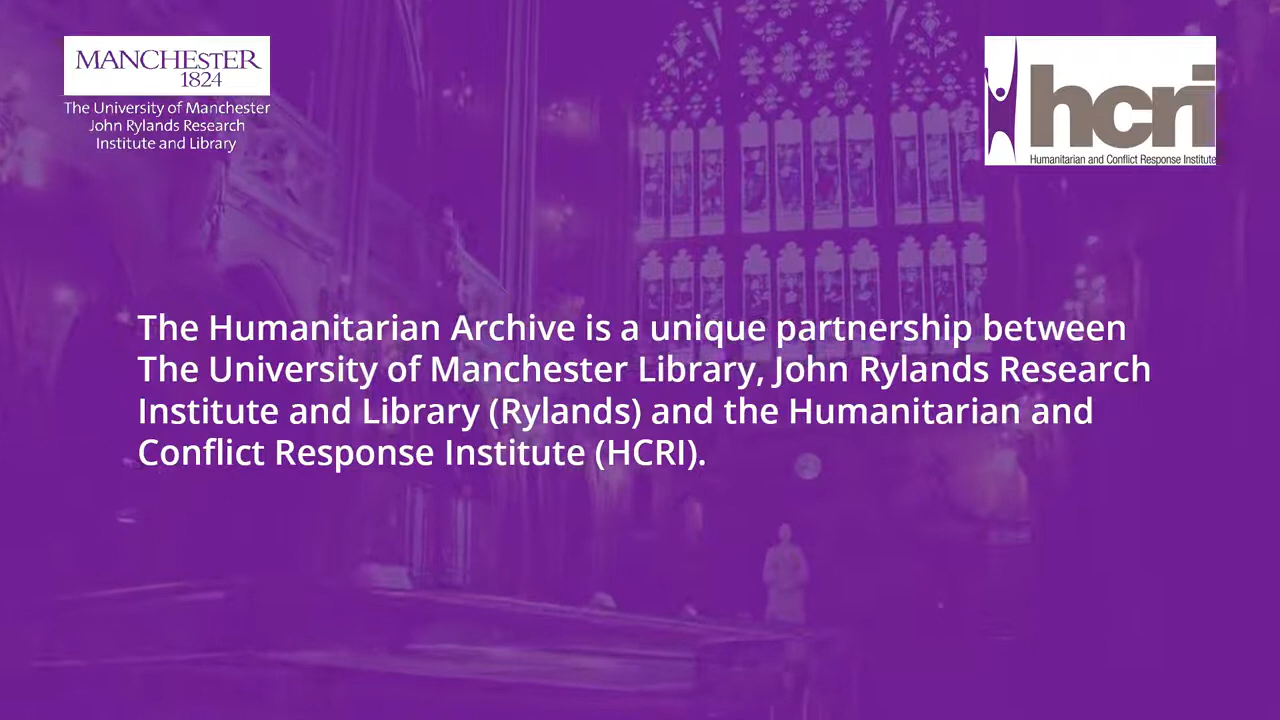 MANCHESTER
1824
The University of Manchester
John Rylands Research
Institute and Library
hcri
Humanitarian and Conflict Response Institute
The Humanitarian Archive is a unique partnership between
The University of Manchester Library, John Rylands Research
Institute and Library (Rylands) and the Humanitarian and
Conflict Response Institute (HCRI).